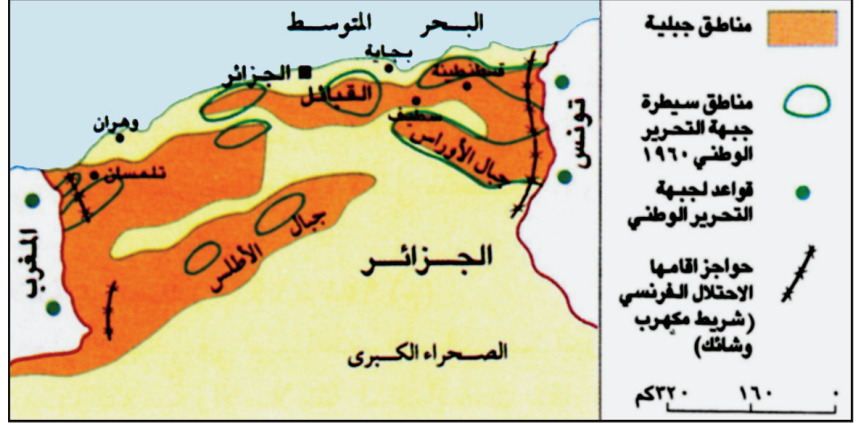 البحر المتوسط
بجاية
الجزائر
قسطنطينة
القبائل
سطيف
وهران
جبال الأوراس
تلمسان
تونس
جبال الأطلس
المغرب
الجزائر
الصحراء الكبرى
مناطق جبلية
مناطق سيطرة
جبهة التحرير
الوطني ١٩٦٠
قواعد لجبهة
التحرير الوطني
حواجز اقامها
الاحتلال الفرنسي
(شريط مكهرب
وشائك)
٠ ١٦٠ ٣٢٠كم